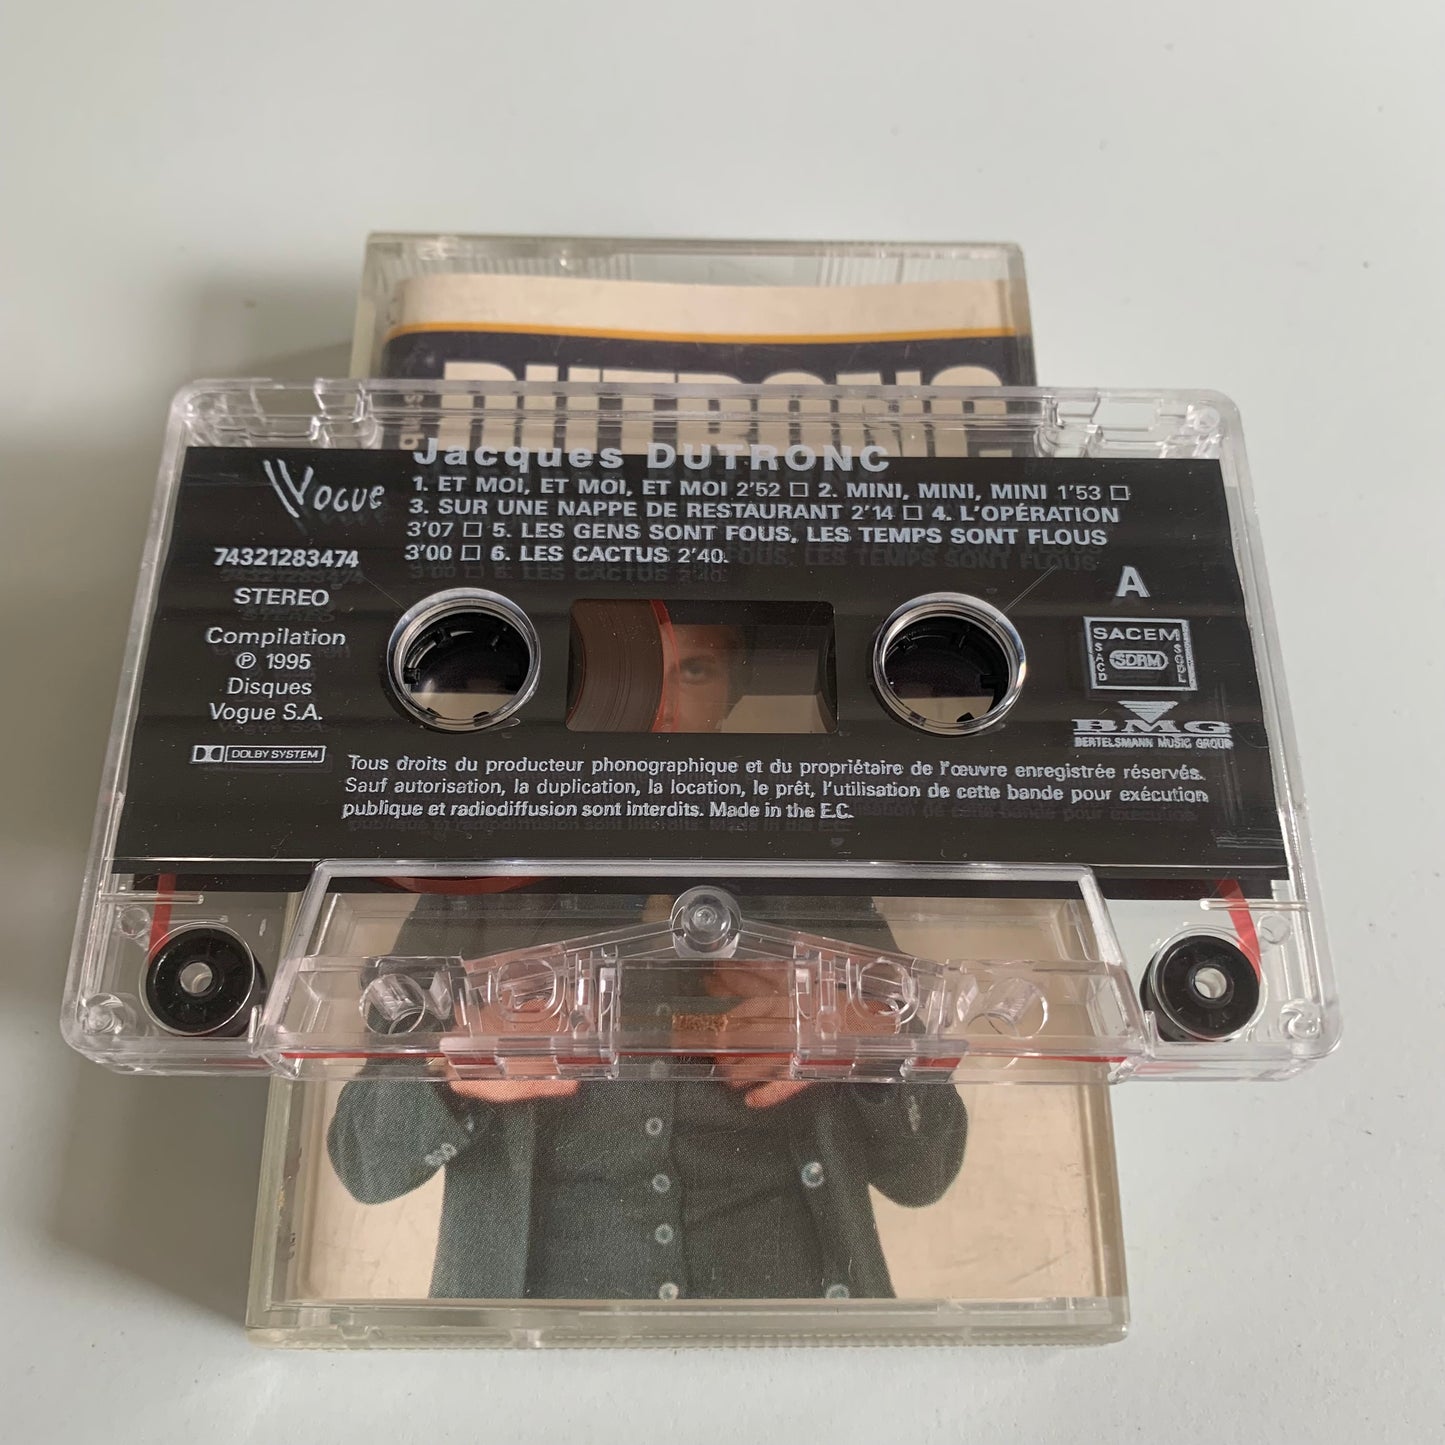 DUTRONC
Jacques DUTRONC
VOGUE
1. ET MOI, ET MOI, ET MOI 2'52 □ 2. MINI, MINI, MINI 1'53 □
3. SUR UNE NAPPE DE RESTAURANT 2'14 □ 4. L'OPÉRATION
3'07 □ 5. LES GENS SONT FOUS, LES TEMPS SONT FLOUS
3'00 □ 6. LES CACTUS 2'40.
74321283474
STEREO
Compilation
℗ 1995
Disques
Vogue S.A.
DOLBY SYSTEM
A
SACEM
SACD
SDRM
SGDL
BMG
BERTELSMANN MUSIC GROUP
Tous droits du producteur phonographique et du propriétaire de l'œuvre enregistrée réservés.
Sauf autorisation, la duplication, la location, le prêt, l'utilisation de cette bande pour exécution
publique et radiodiffusion sont interdits. Made in the E.C.